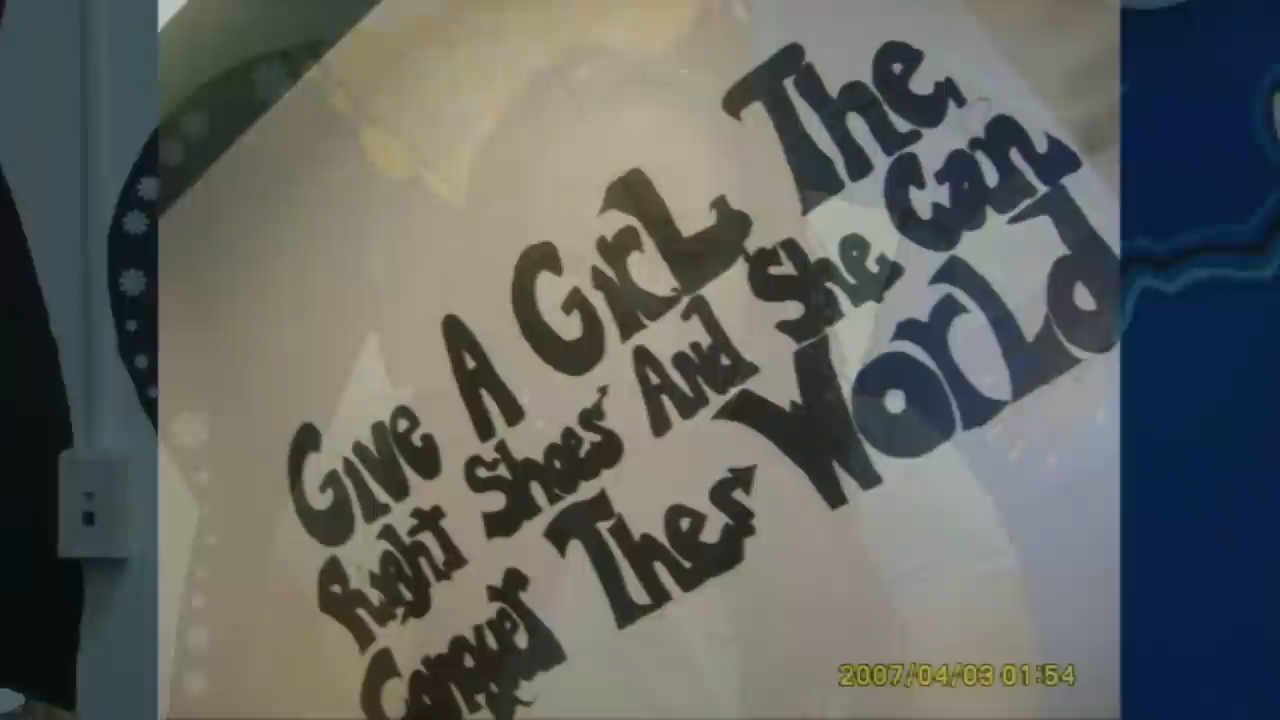 Give A GirL The
Right Shoes And She Can
Conquer Thes World
2007/04/03 01:54